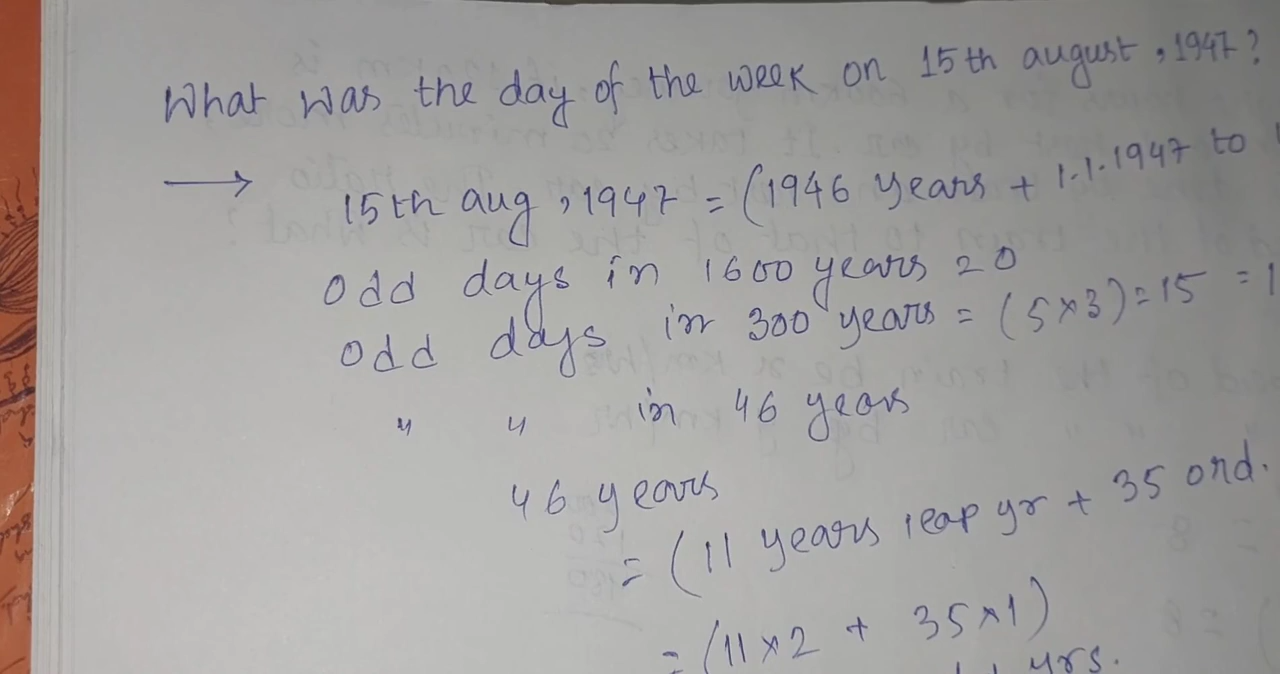 What was the day of the week on 15th august, 1947?
→ 15th aug, 1947 = (1946 years + 1.1.1947 to
odd days in 1600 years = 0
odd days in 300 years = (5×3) = 15 = 1
" " in 46 years
46 years
= (11 years leap yr + 35 ord.
= (11×2 + 35×1)
yrs.